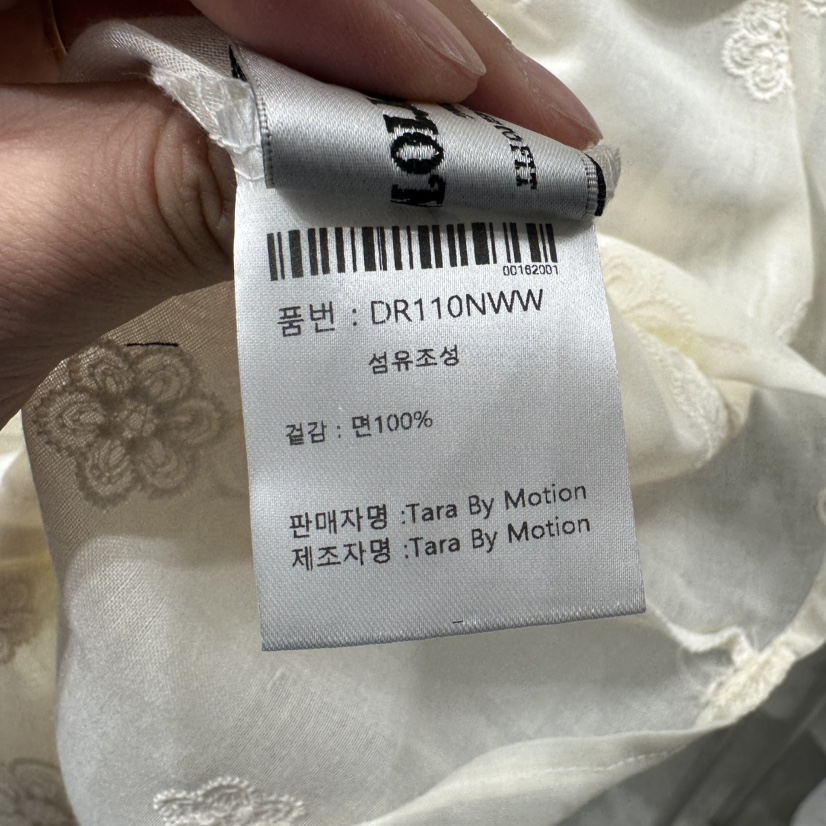 00162001
품번 : DR110NWW
섬유조성
겉감 : 면100%
판매자명 :Tara By Motion
제조자명 :Tara By Motion